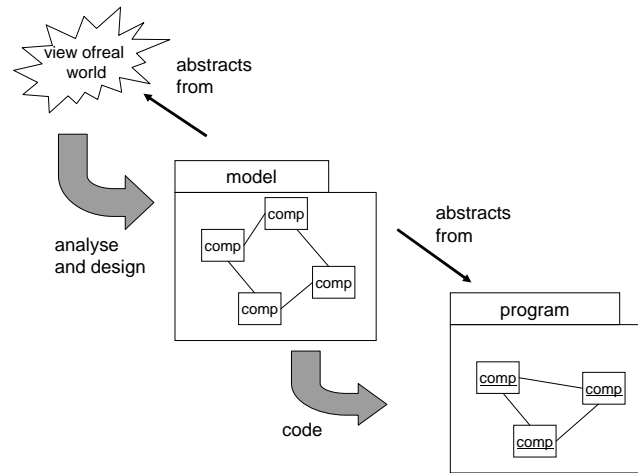 view ofreal
world
abstracts
from
model
comp
comp
comp
comp
analyse
and design
abstracts
from
program
comp
comp
comp
code